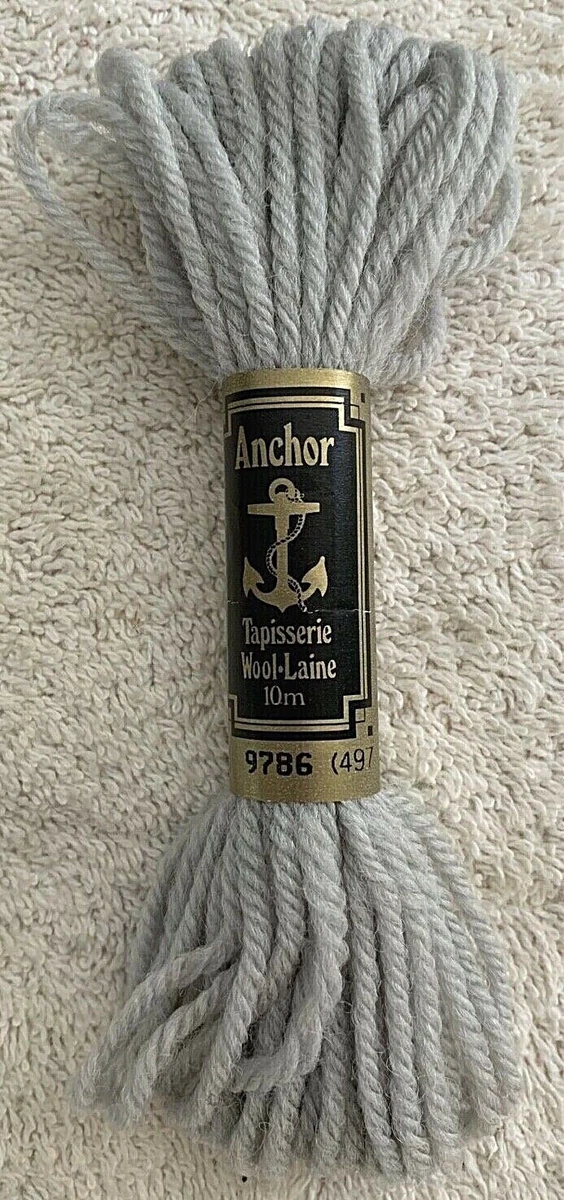 Anchor
Tapisserie
Wool•Laine
10m
9786 (497